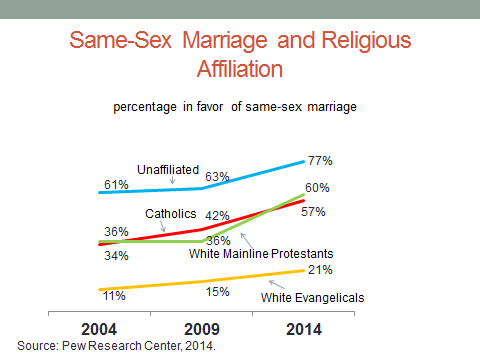 Same-Sex Marriage and Religious
Affiliation
percentage in favor of same-sex marriage
77%
Unaffiliated
61%
63%
60%
57%
Catholics
42%
36%
36%
34%
White Mainline Protestants
21%
15%
11%
White Evangelicals
2004 2009 2014
Source: Pew Research Center, 2014.